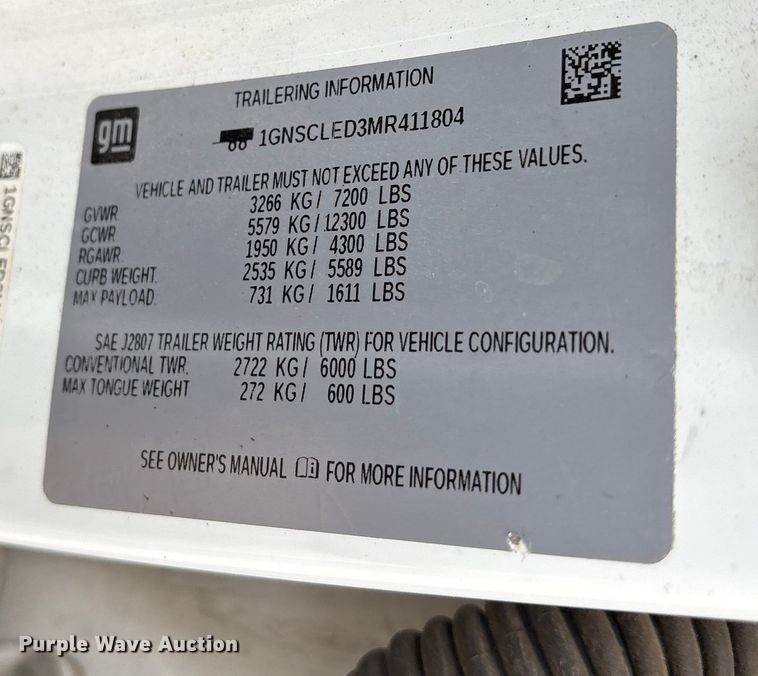 gm
TRAILERING INFORMATION
1GNSCLED3MR411804
VEHICLE AND TRAILER MUST NOT EXCEED ANY OF THESE VALUES.
GVWR 3266 KG/ 7200 LBS
GCWR 5579 KG/12300 LBS
RGAWR 1950 KG/ 4300 LBS
CURB WEIGHT. 2535 KG/ 5589 LBS
MAX PAYLOAD. 731 KG/ 1611 LBS
SAE J2807 TRAILER WEIGHT RATING (TWR) FOR VEHICLE CONFIGURATION.
CONVENTIONAL TWR. 2722 KG/ 6000 LBS
MAX TONGUE WEIGHT 272 KG/ 600 LBS
SEE OWNER'S MANUAL FOR MORE INFORMATION
Purple Wave Auction